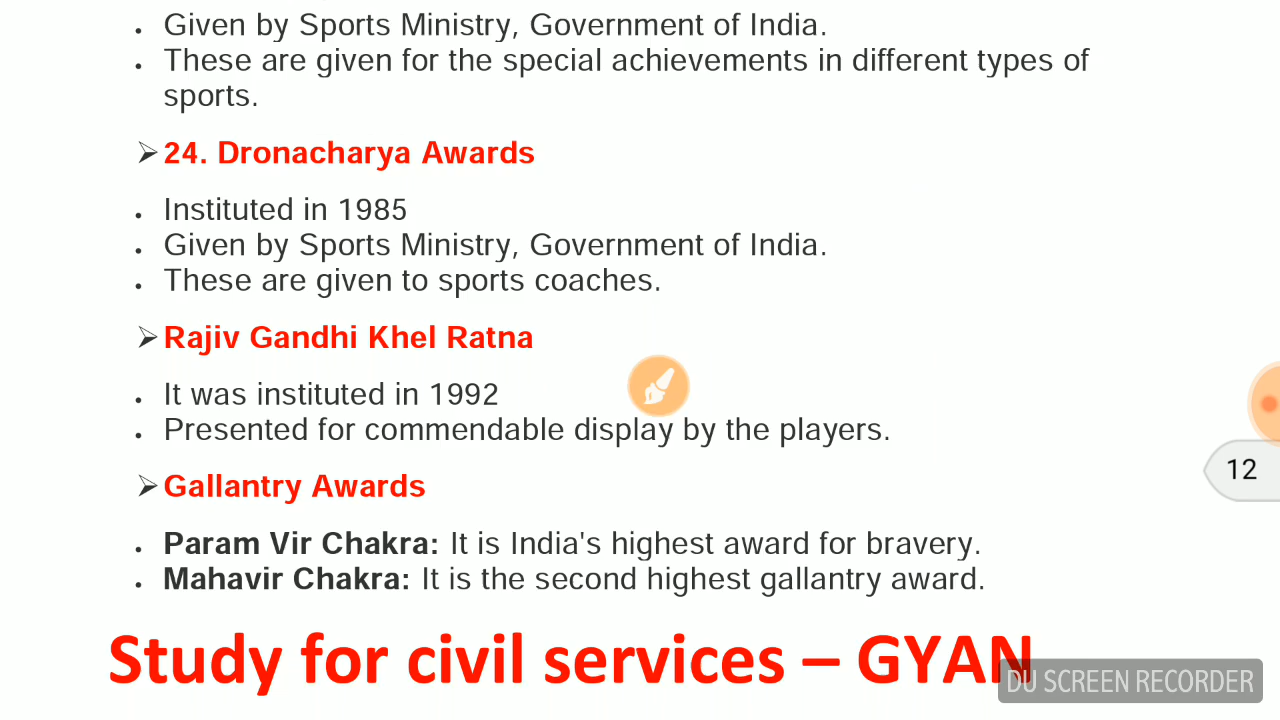 • Given by Sports Ministry, Government of India.
• These are given for the special achievements in different types of
sports.
➢ 24. Dronacharya Awards
• Instituted in 1985
• Given by Sports Ministry, Government of India.
• These are given to sports coaches.
➢ Rajiv Gandhi Khel Ratna
• It was instituted in 1992
• Presented for commendable display by the players.
➢ Gallantry Awards
• Param Vir Chakra: It is India's highest award for bravery.
• Mahavir Chakra: It is the second highest gallantry award.
12
Study for civil services – GYAN
DU SCREEN RECORDER